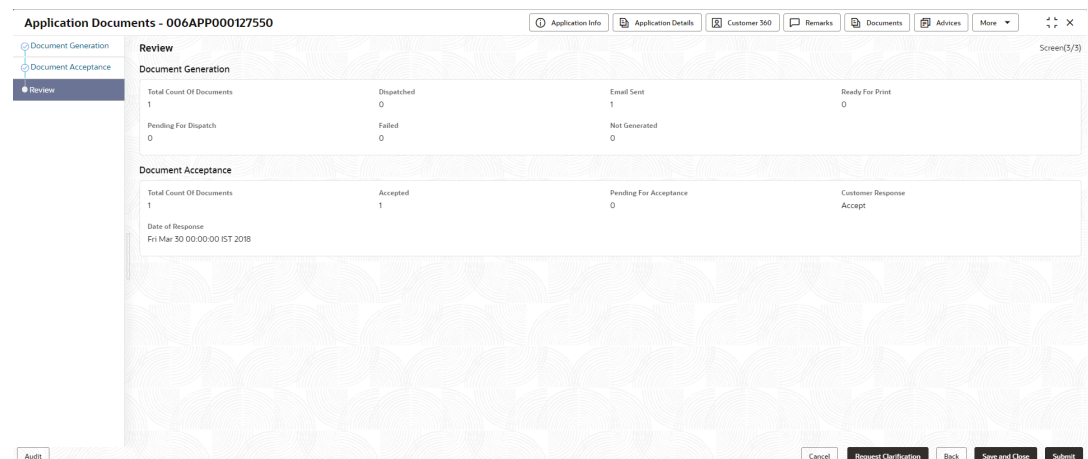 Application Documents - 006APP000127550
Application Info
Application Details
Customer 360
Remarks
Documents
Advices
More
Document Generation
Document Acceptance
Review
Review
Screen(3/3)
Document Generation
Total Count Of Documents Dispatched Email Sent Ready For Print
1 0 1 0
Pending For Dispatch Failed Not Generated
0 0 0
Document Acceptance
Total Count Of Documents Accepted Pending For Acceptance Customer Response
1 1 0 Accept
Date of Response
Fri Mar 30 00:00:00 IST 2018
Audit
Cancel
Request Clarification
Back
Save and Close
Submit